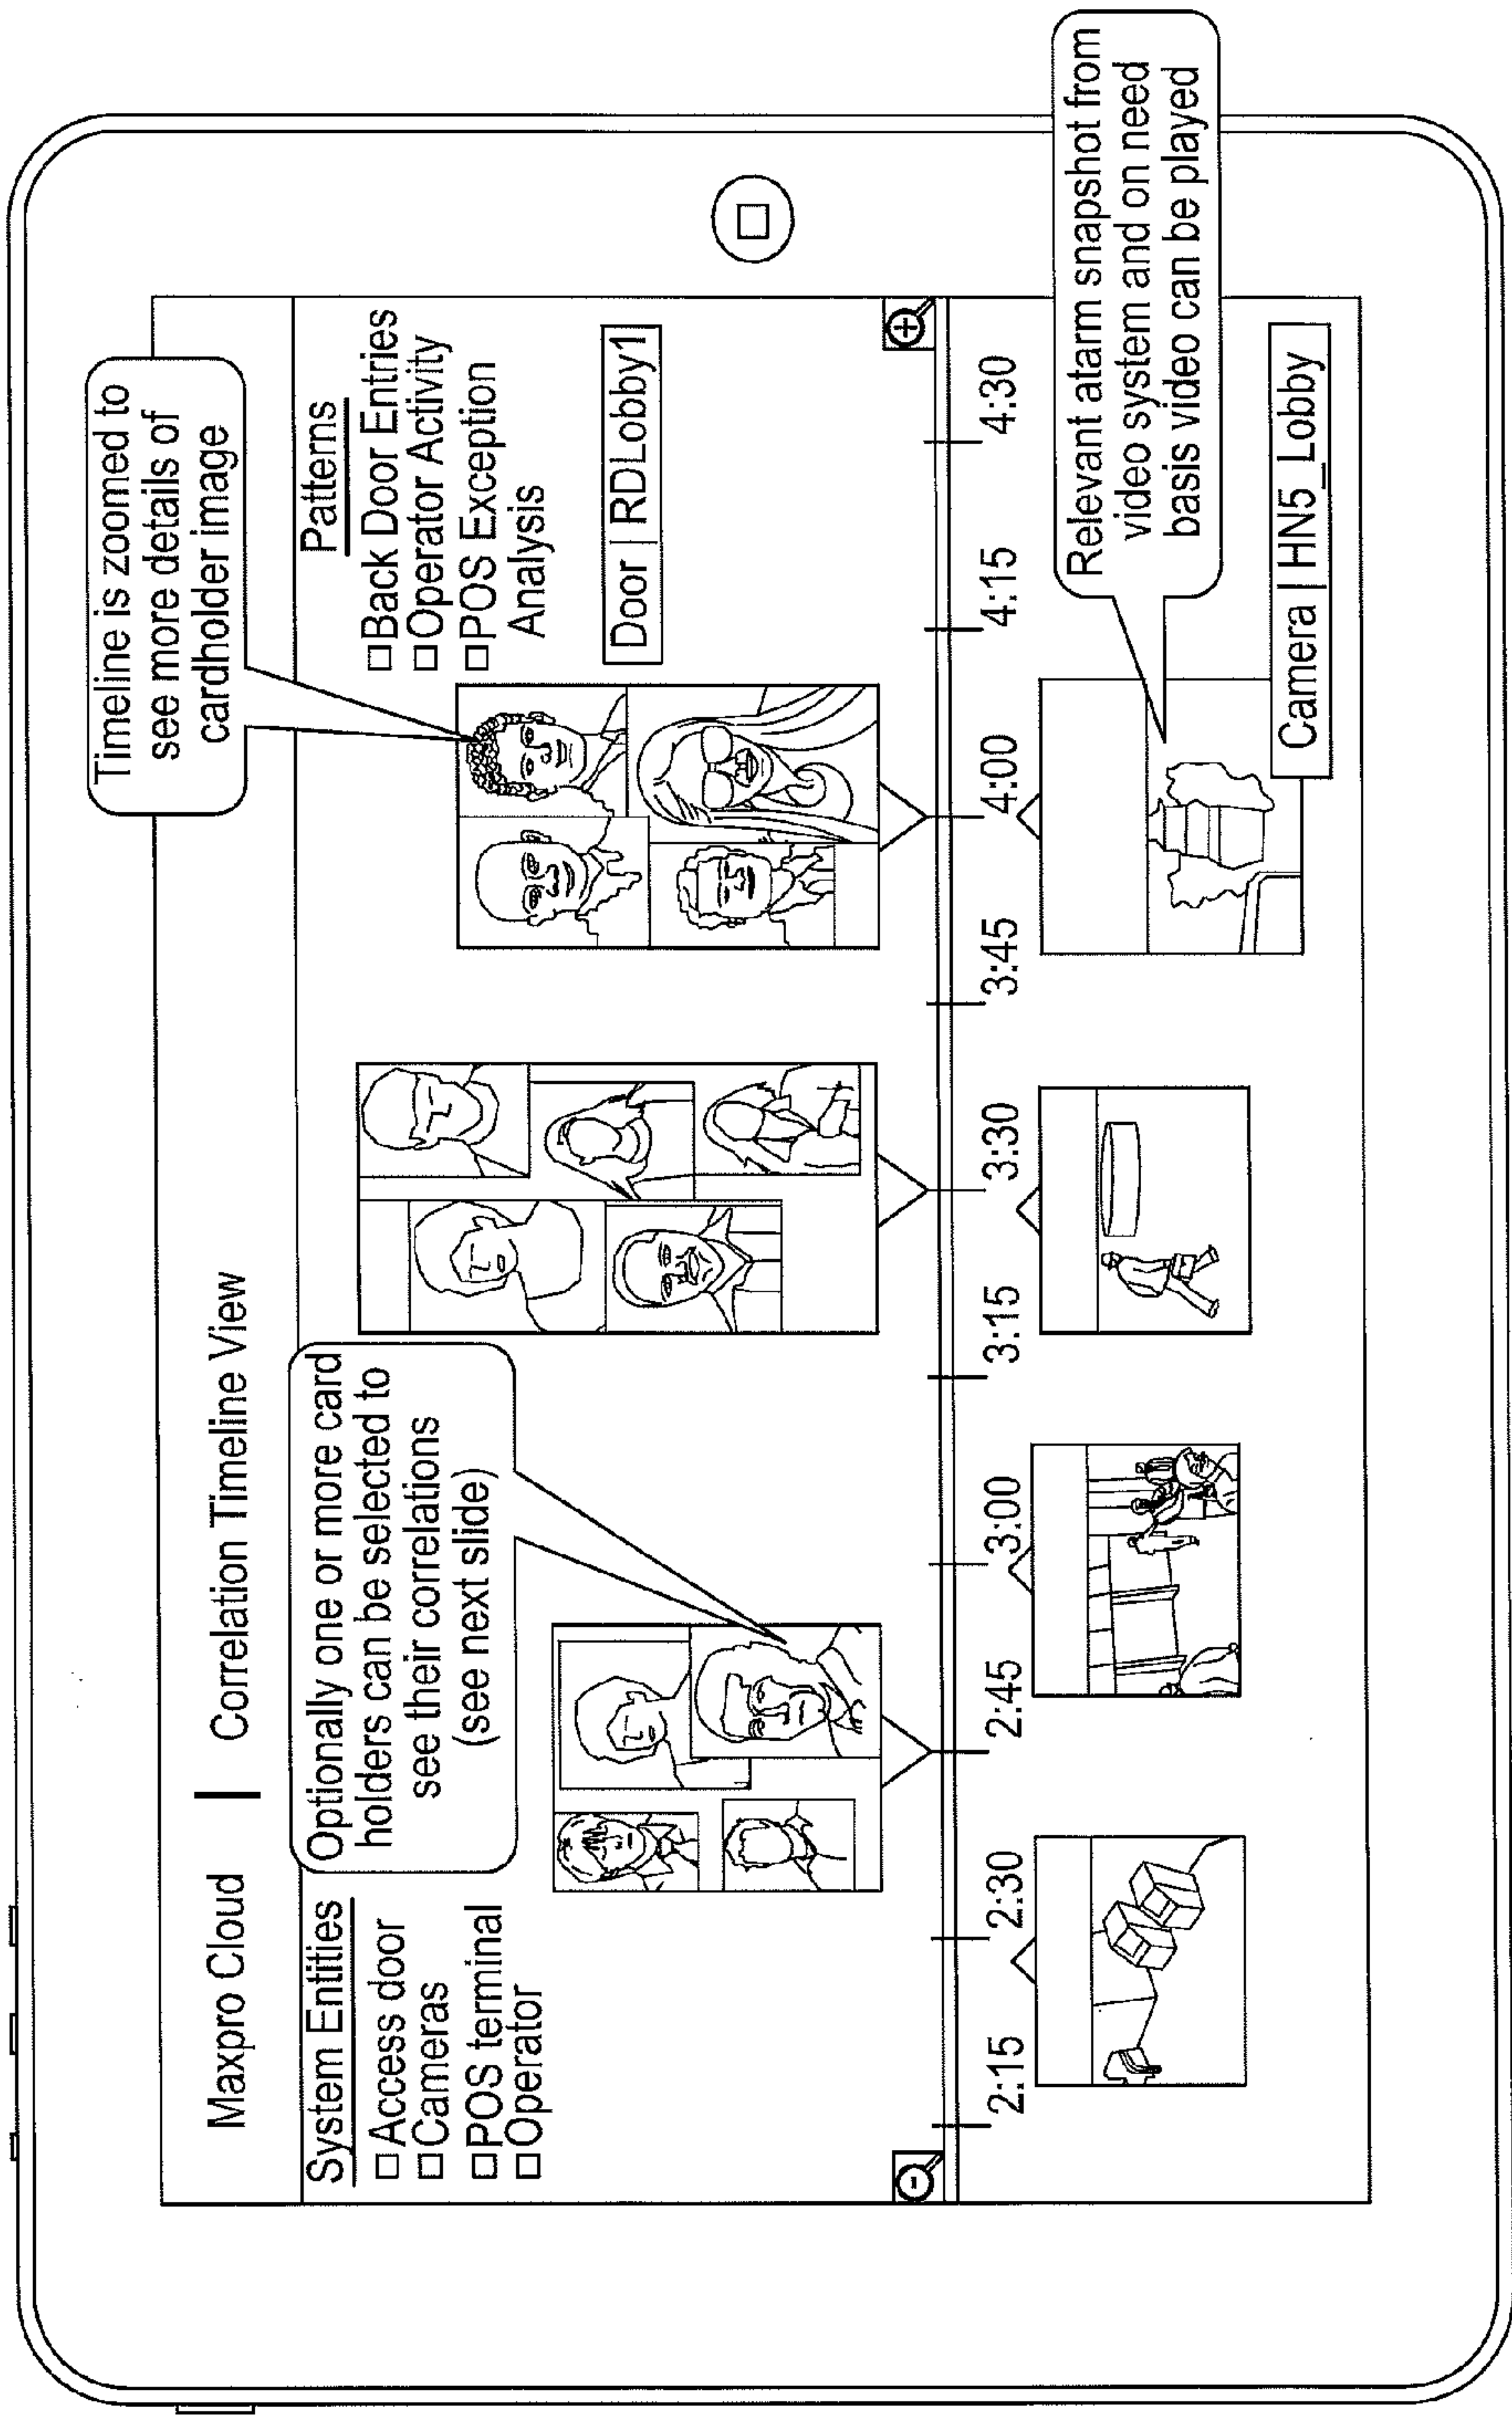 Timeline is zoomed to
see more details of
cardholder image
Maxpro Cloud | Correlation Timeline View
System Entities
□ Access door
□ Cameras
□ POS terminal
□ Operator
Optionally one or more card
holders can be selected to
see their correlations
(see next slide)
Patterns
□ Back Door Entries
□ Operator Activity
□ POS Exception
Analysis
Door | RDLobby1
2:15 2:30 2:45 3:00 3:15 3:30 3:45 4:00 4:15 4:30
Relevant atarm snapshot from
video system and on need
basis video can be played
Camera | HN5_Lobby